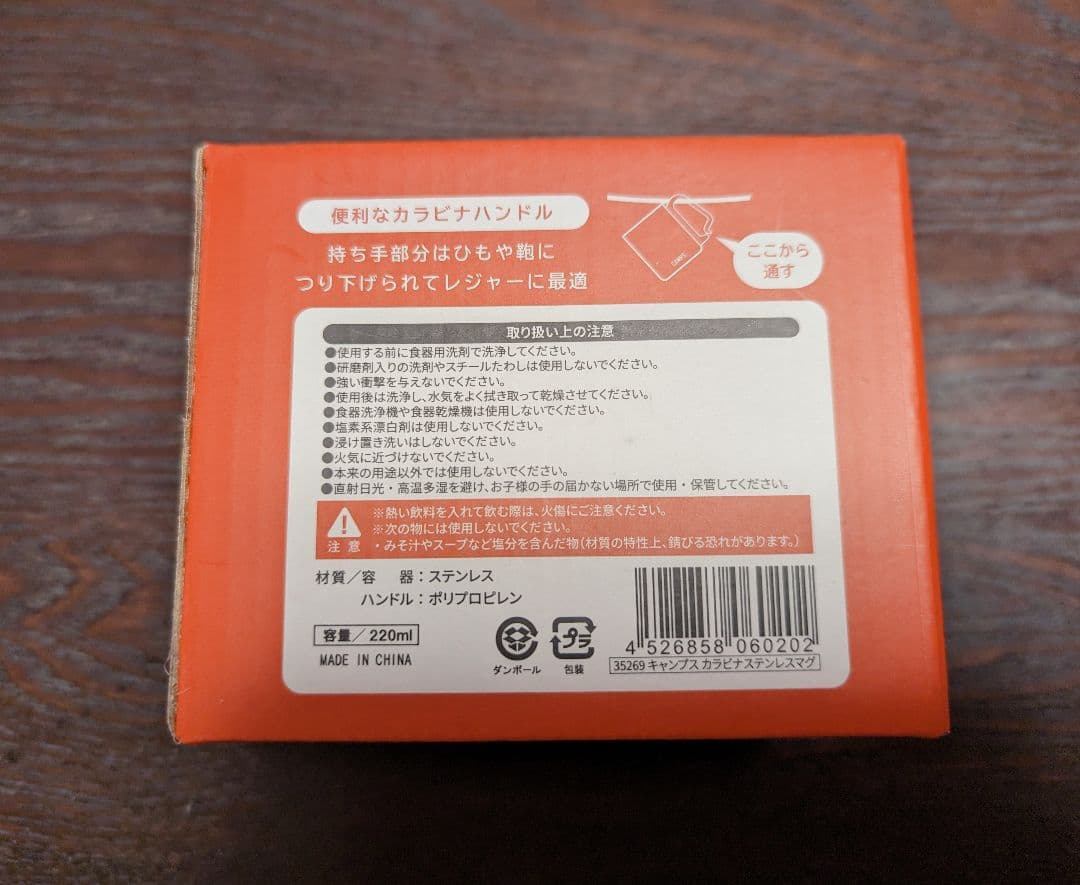 便利なカラビナハンドル
持ち手部分はひもや鞄に
つり下げられてレジャーに最適
CAMPS
ここから
通す
取り扱い上の注意
●使用する前に食器用洗剤で洗浄してください。
●研磨剤入りの洗剤やスチールたわしは使用しないでください。
●強い衝撃を与えないでください。
●使用後は洗浄し、水気をよく拭き取って乾燥させてください。
●食器洗浄機や食器乾燥機は使用しないでください。
●塩素系漂白剤は使用しないでください。
●浸け置き洗いはしないでください。
●火気に近づけないでください。
●本来の用途以外では使用しないでください。
●直射日光・高温多湿を避け、お子様の手の届かない場所で使用・保管してください。
注意
※熱い飲料を入れて飲む際は、火傷にご注意ください。
※次の物には使用しないでください。
・みそ汁やスープなど塩分を含んだ物(材質の特性上、錆びる恐れがあります。)
材質／容 器：ステンレス
ハンドル：ポリプロピレン
容量／220ml
MADE IN CHINA
ダンボール
プラ
包装
4 526858 060202
35269 キャンプス カラビナステンレスマグ